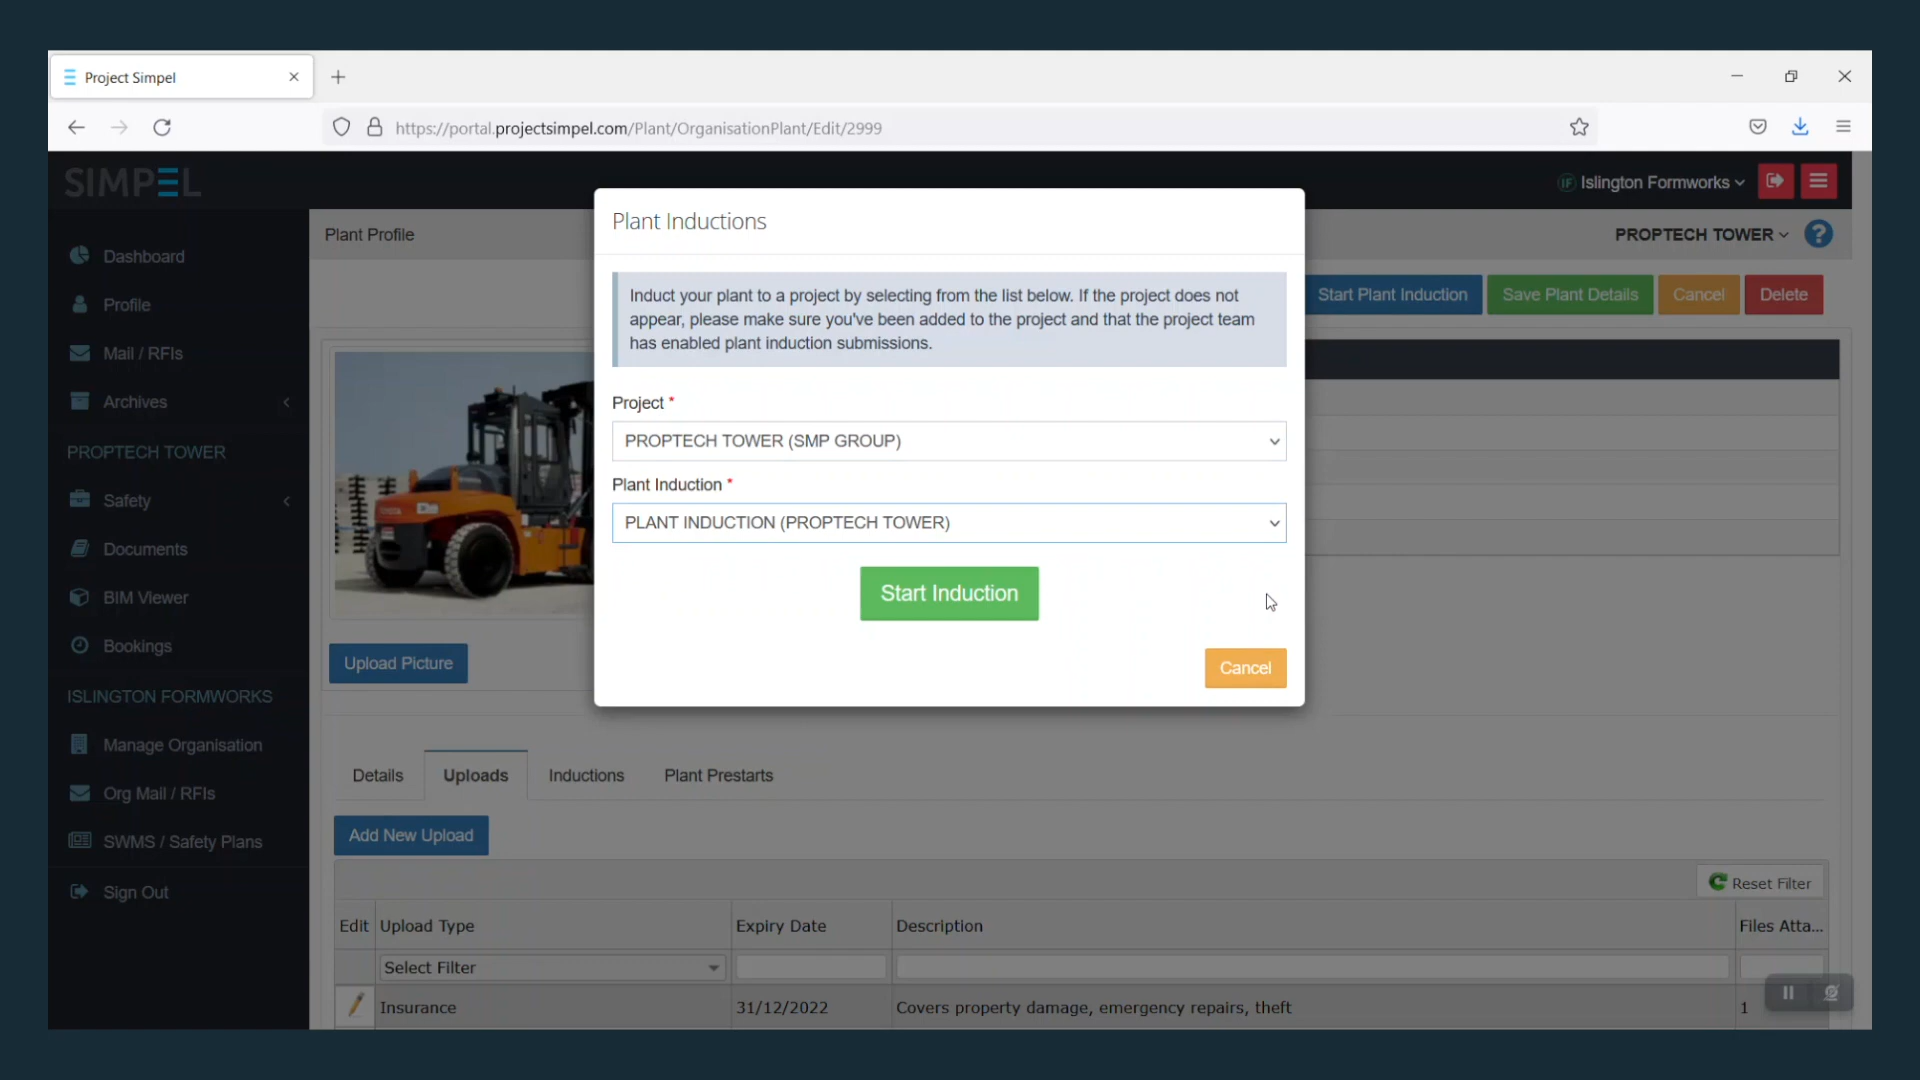 Project Simpel
https://portal.projectsimpel.com/Plant/OrganisationPlant/Edit/2999
SIMPEL
IF Islington Formworks
Plant Profile
PROPTECH TOWER
?
Start Plant Induction
Save Plant Details
Cancel
Delete
Dashboard
Profile
Mail / RFIs
Archives
PROPTECH TOWER
Safety
Documents
BIM Viewer
Bookings
ISLINGTON FORMWORKS
Manage Organisation
Org Mail / RFIs
SWMS / Safety Plans
Sign Out
Plant Inductions
Induct your plant to a project by selecting from the list below. If the project does not
appear, please make sure you've been added to the project and that the project team
has enabled plant induction submissions.
Project *
PROPTECH TOWER (SMP GROUP)
Plant Induction *
PLANT INDUCTION (PROPTECH TOWER)
Start Induction
Cancel
Upload Picture
Details
Uploads
Inductions
Plant Prestarts
Add New Upload
Reset Filter
Edit
Upload Type
Expiry Date
Description
Files Atta...
Select Filter
Insurance
31/12/2022
Covers property damage, emergency repairs, theft
1